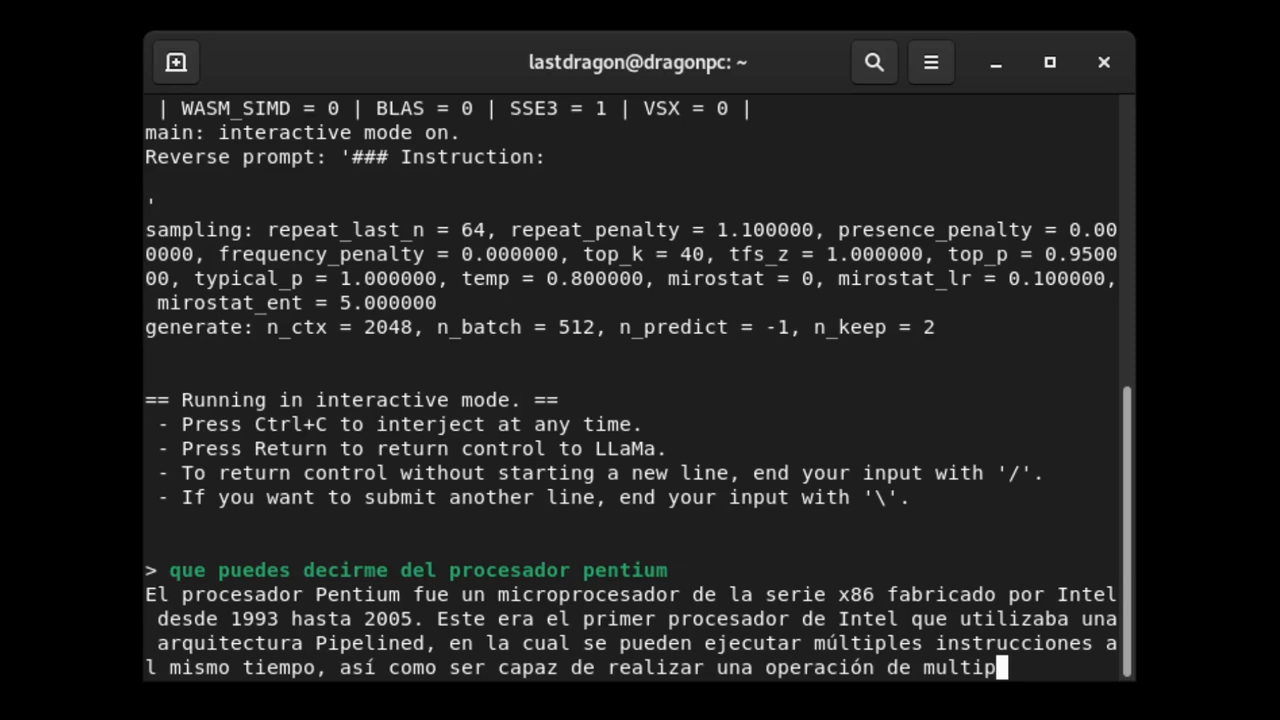 lastdragon@dragonpc: ~
| WASM_SIMD = 0 | BLAS = 0 | SSE3 = 1 | VSX = 0 |
main: interactive mode on.
Reverse prompt: '### Instruction:
'
sampling: repeat_last_n = 64, repeat_penalty = 1.100000, presence_penalty = 0.00
0000, frequency_penalty = 0.000000, top_k = 40, tfs_z = 1.000000, top_p = 0.9500
00, typical_p = 1.000000, temp = 0.800000, mirostat = 0, mirostat_lr = 0.100000,
mirostat_ent = 5.000000
generate: n_ctx = 2048, n_batch = 512, n_predict = -1, n_keep = 2
== Running in interactive mode. ==
- Press Ctrl+C to interject at any time.
- Press Return to return control to LLaMa.
- To return control without starting a new line, end your input with '/'.
- If you want to submit another line, end your input with '\'.
> que puedes decirme del procesador pentium
El procesador Pentium fue un microprocesador de la serie x86 fabricado por Intel
desde 1993 hasta 2005. Este era el primer procesador de Intel que utilizaba una
arquitectura Pipelined, en la cual se pueden ejecutar múltiples instrucciones a
l mismo tiempo, así como ser capaz de realizar una operación de multip